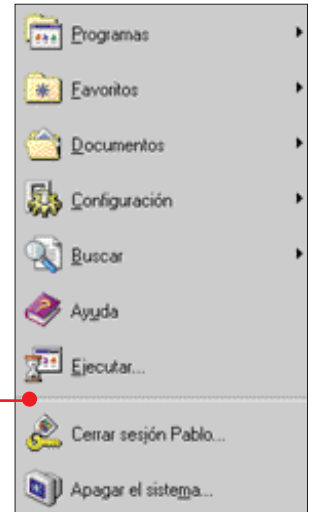 Programas
Favoritos
Documentos
Configuración
Buscar
Ayuda
Ejecutar...
Cerrar sesión Pablo...
Apagar el sistema...